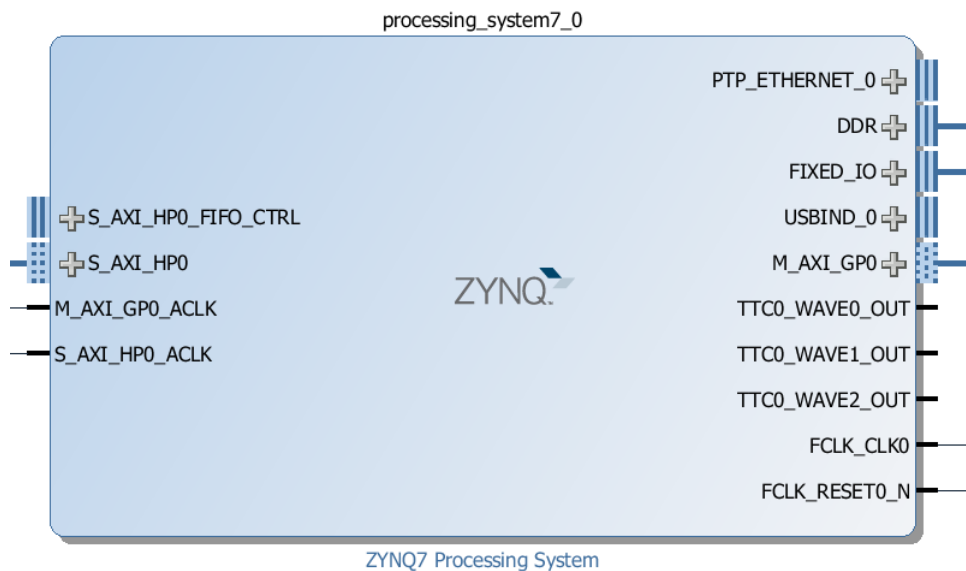 processing_system7_0
S_AXI_HP0_FIFO_CTRL
S_AXI_HP0
M_AXI_GP0_ACLK
S_AXI_HP0_ACLK
ZYNQ
PTP_ETHERNET_0
DDR
FIXED_IO
USBIND_0
M_AXI_GP0
TTC0_WAVE0_OUT
TTC0_WAVE1_OUT
TTC0_WAVE2_OUT
FCLK_CLK0
FCLK_RESET0_N
ZYNQ7 Processing System